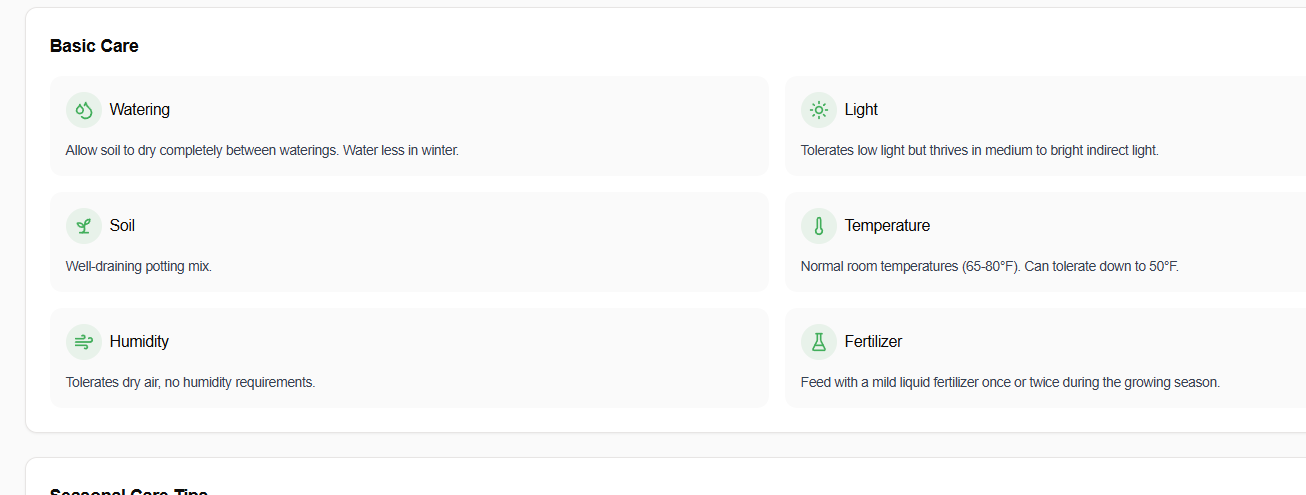 Basic Care
Watering
Allow soil to dry completely between waterings. Water less in winter.
Light
Tolerates low light but thrives in medium to bright indirect light.
Soil
Well-draining potting mix.
Temperature
Normal room temperatures (65-80°F). Can tolerate down to 50°F.
Humidity
Tolerates dry air, no humidity requirements.
Fertilizer
Feed with a mild liquid fertilizer once or twice during the growing season.
Seasonal Care Tips